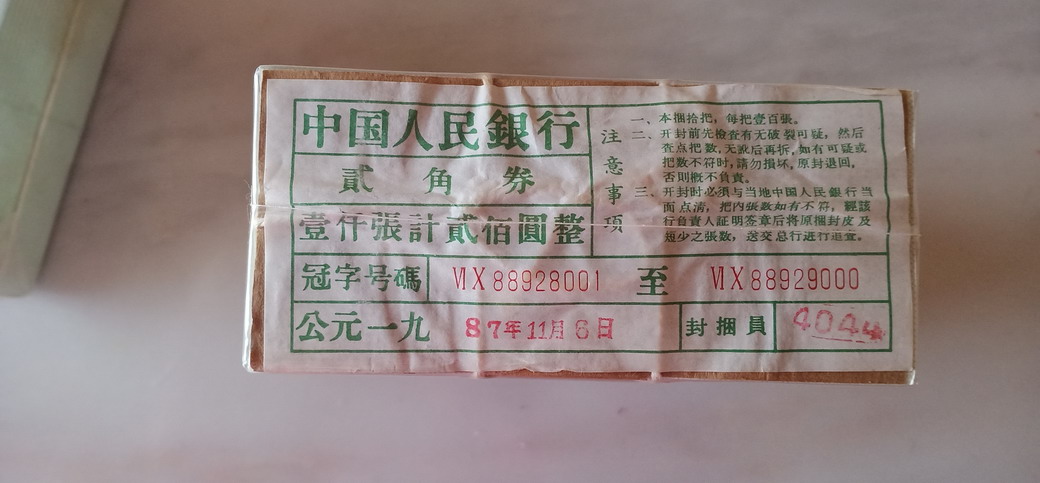 中国人民銀行
貳角券
壹仟張計貳佰圓整
注意事項
一、本捆拾把，每把壹百張。
二、开封前先檢查有无破裂可疑，然后
查点把数，无訛后再拆，如有可疑或
把数不符时，請勿損坏，原封退回，
否則概不負責。
三、开封时必須与当地中国人民銀行当
面点清，把内張数如有不符，經該
行負責人証明签章后将原捆封皮及
短少之張数，送交总行进行追查。
冠字号碼 ⅥX88928001 至 ⅥX88929000
公元一九87年11月6日 封捆員 4044